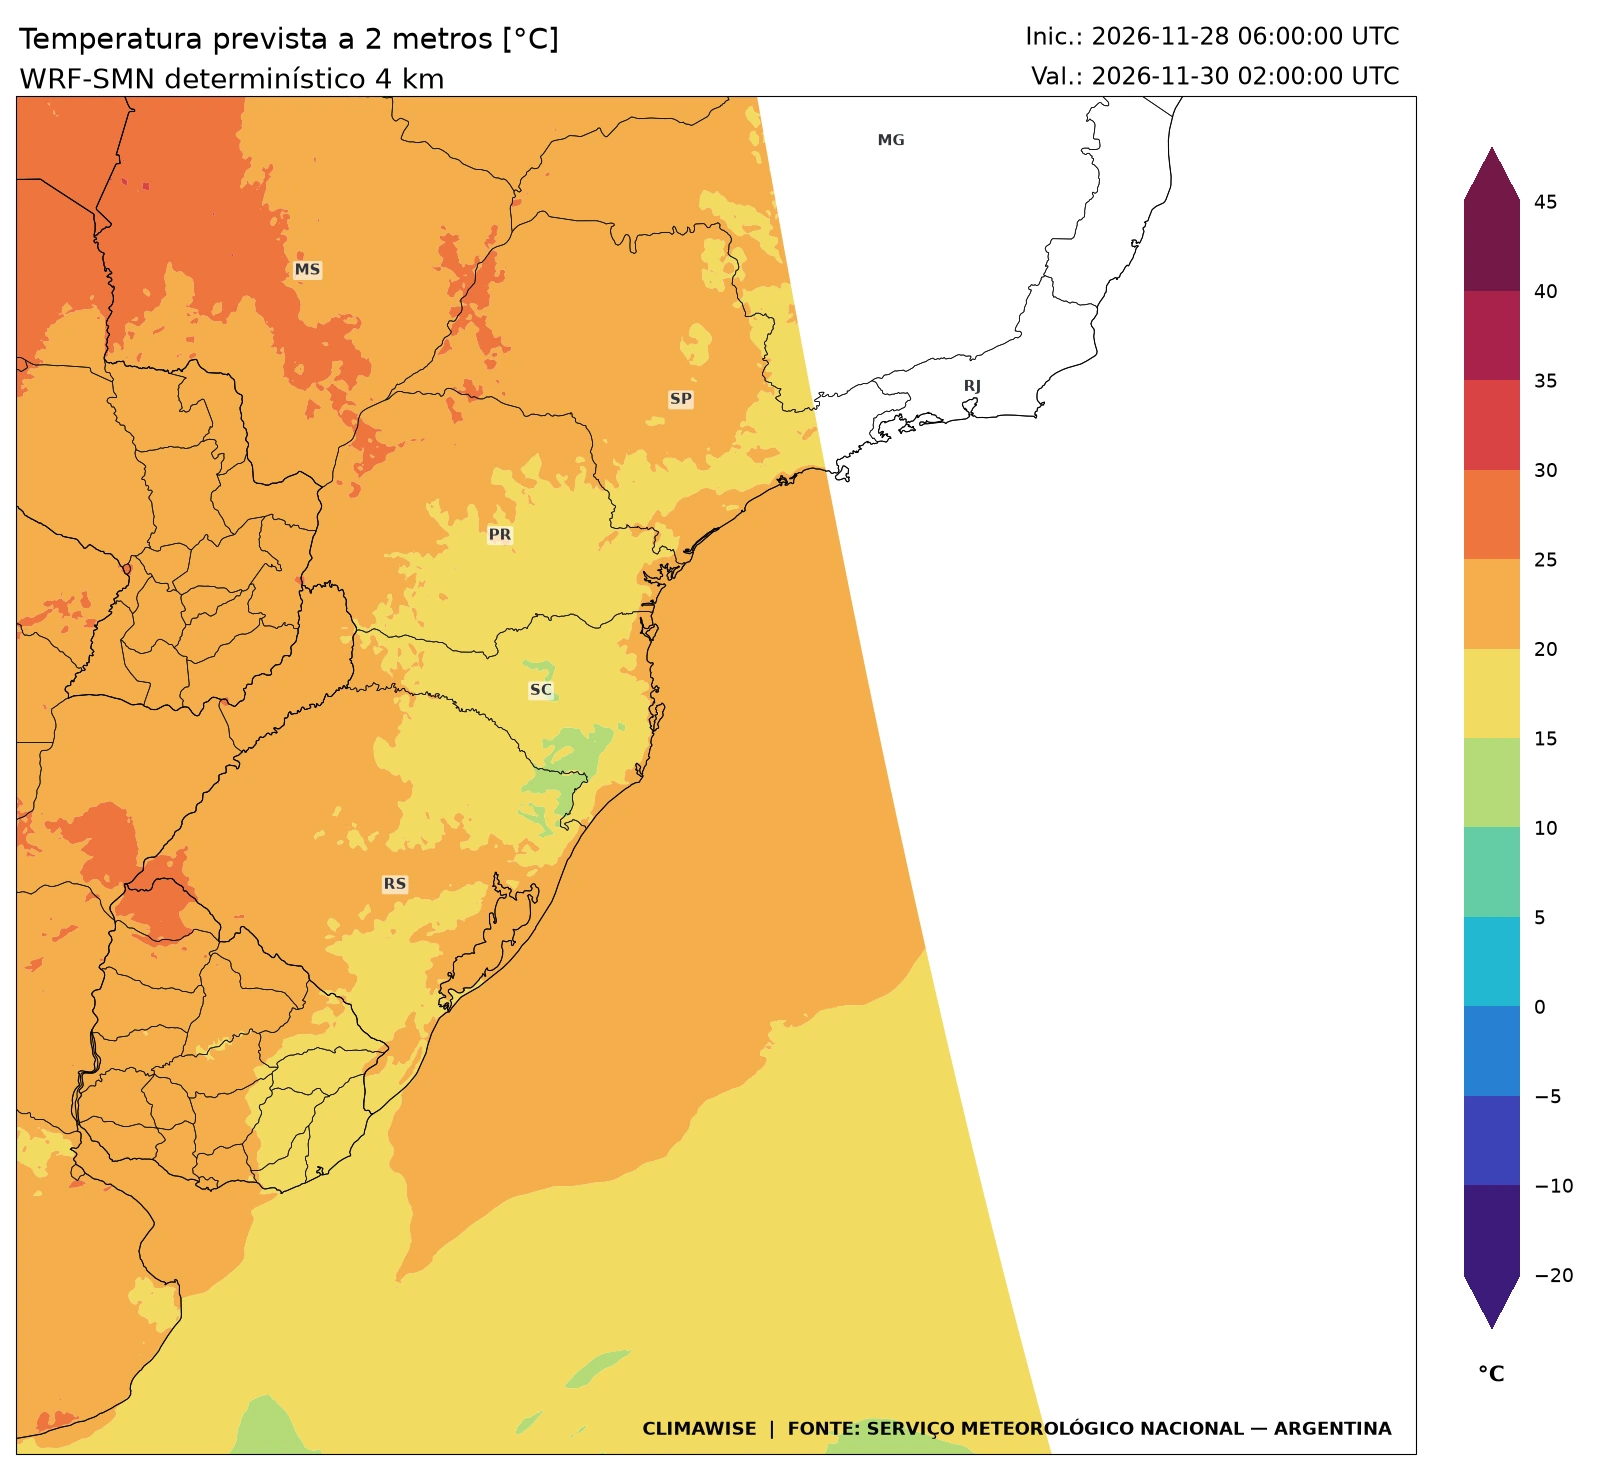 Temperatura prevista a 2 metros [°C]
WRF-SMN determinístico 4 km
Inic.: 2026-11-28 06:00:00 UTC
Val.: 2026-11-30 02:00:00 UTC
MG
MS
RJ
SP
PR
SC
RS
45
40
35
30
25
20
15
10
5
0
−5
−10
−20
°C
CLIMAWISE | FONTE: SERVIÇO METEOROLÓGICO NACIONAL — ARGENTINA